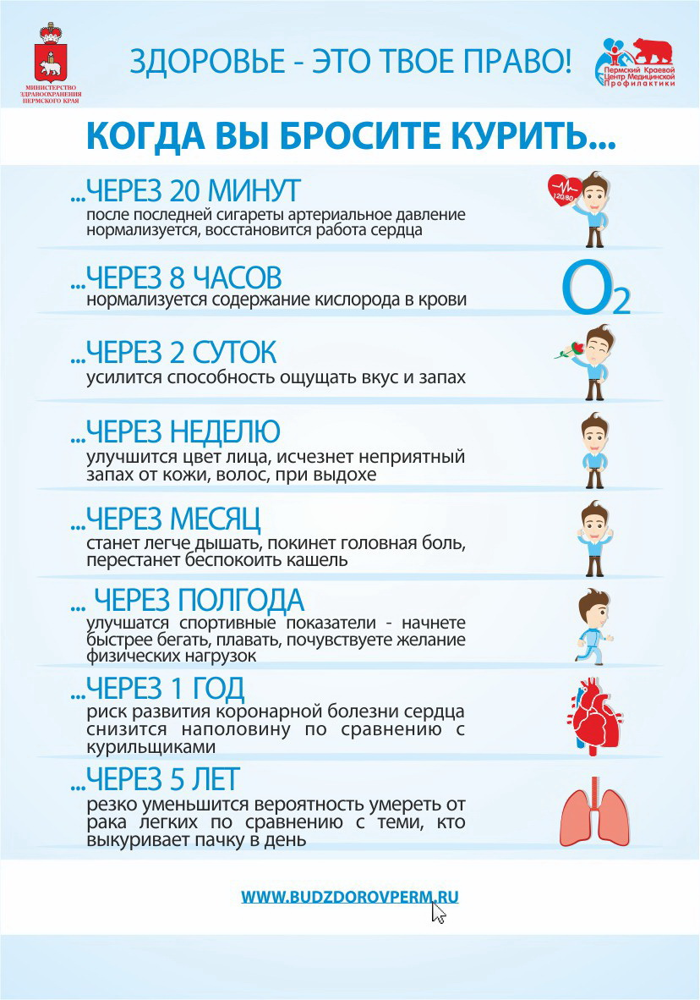 МИНИСТЕРСТВО
ЗДРАВООХРАНЕНИЯ
ПЕРМСКОГО КРАЯ
ЗДОРОВЬЕ - ЭТО ТВОЕ ПРАВО!
Пермский Краевой
Центр Медицинской
Профилактики
КОГДА ВЫ БРОСИТЕ КУРИТЬ...
...ЧЕРЕЗ 20 МИНУТ
после последней сигареты артериальное давление
нормализуется, восстановится работа сердца
120/80
...ЧЕРЕЗ 8 ЧАСОВ
нормализуется содержание кислорода в крови
O2
...ЧЕРЕЗ 2 СУТОК
усилится способность ощущать вкус и запах
...ЧЕРЕЗ НЕДЕЛЮ
улучшится цвет лица, исчезнет неприятный
запах от кожи, волос, при выдохе
...ЧЕРЕЗ МЕСЯЦ
станет легче дышать, покинет головная боль,
перестанет беспокоить кашель
... ЧЕРЕЗ ПОЛГОДА
улучшатся спортивные показатели - начнете
быстрее бегать, плавать, почувствуете желание
физических нагрузок
...ЧЕРЕЗ 1 ГОД
риск развития коронарной болезни сердца
снизится наполовину по сравнению с
курильщиками
...ЧЕРЕЗ 5 ЛЕТ
резко уменьшится вероятность умереть от
рака легких по сравнению с теми, кто
выкуривает пачку в день
WWW.BUDZDOROVPERM.RU